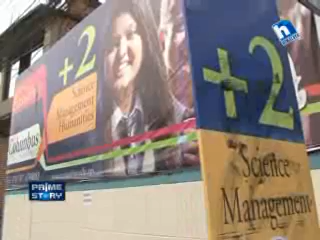 +2
Science
Management
Humanities
Columbus
+2
Science
Management
h
PRIME
STORY